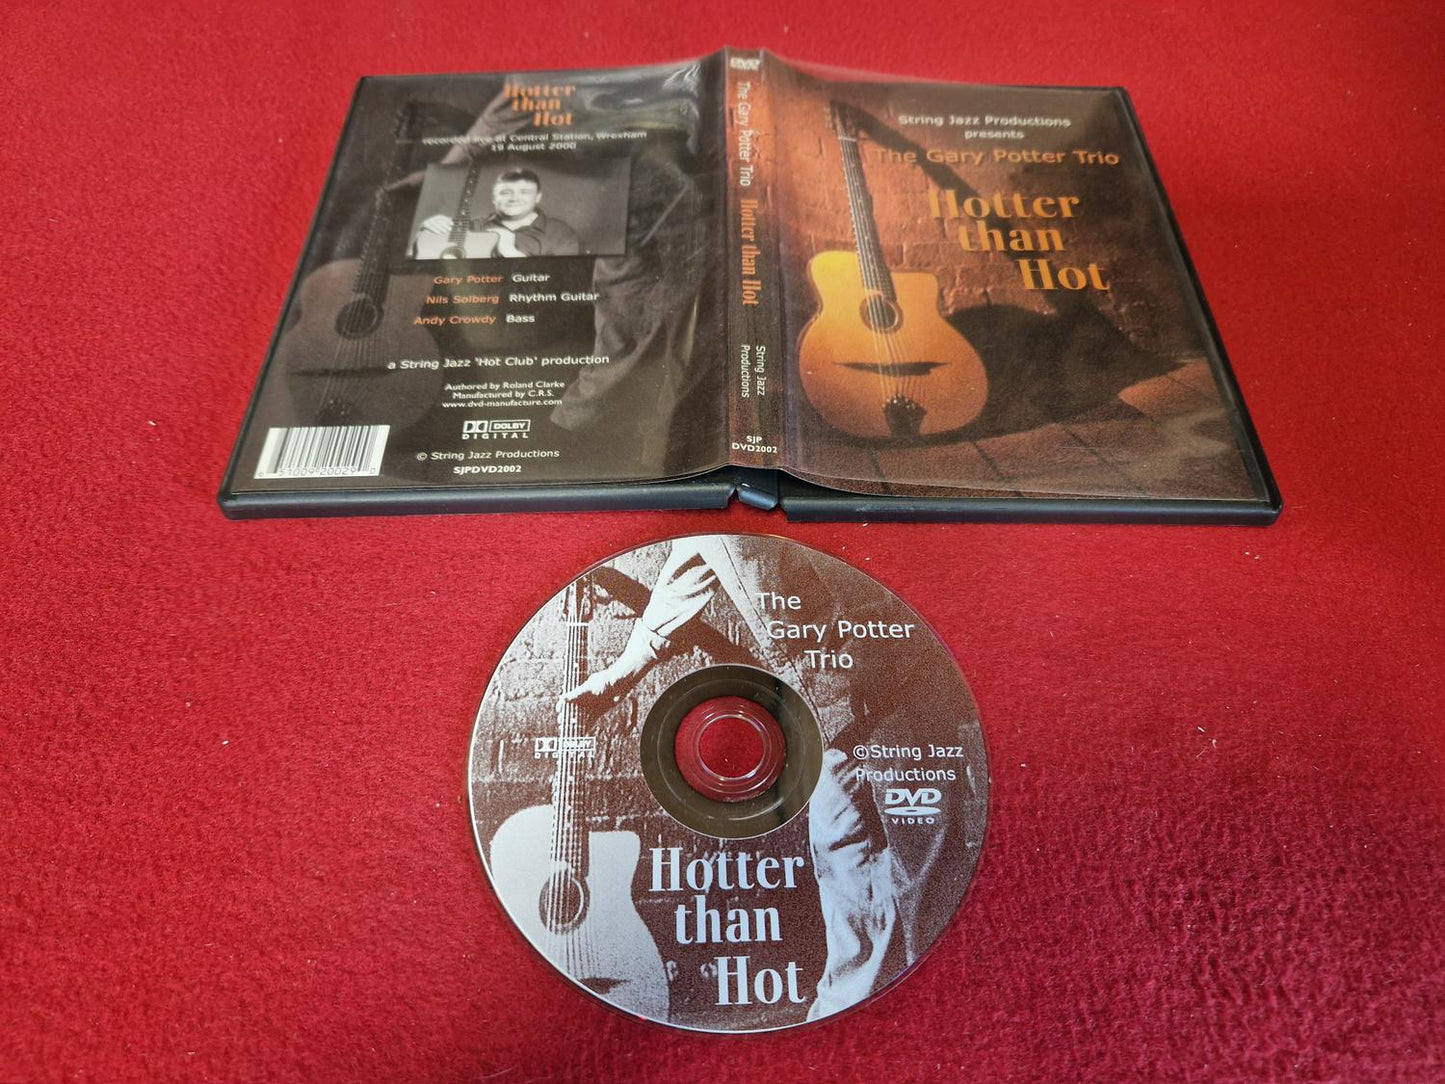 Hotter
than
Hot
recorded live at Central Station, Wrexham
19 August 2000
Gary Potter Guitar
Nils Solberg Rhythm Guitar
Andy Crowdy Bass
a String Jazz 'Hot Club' production
Authored by Roland Clarke
Manufactured by C.R.S.
www.dvd-manufacture.com
DOLBY
DIGITAL
© String Jazz Productions
SJPDVD2002
51009-20029
DVD
The Gary Potter Trio Hotter than Hot
String Jazz
Productions
SJP
DVD2002
String Jazz Productions
presents
The Gary Potter Trio
Hotter
than
Hot
The
Gary Potter
Trio
DOLBY
DIGITAL
©String Jazz
Productions
DVD
VIDEO
Hotter
than
Hot